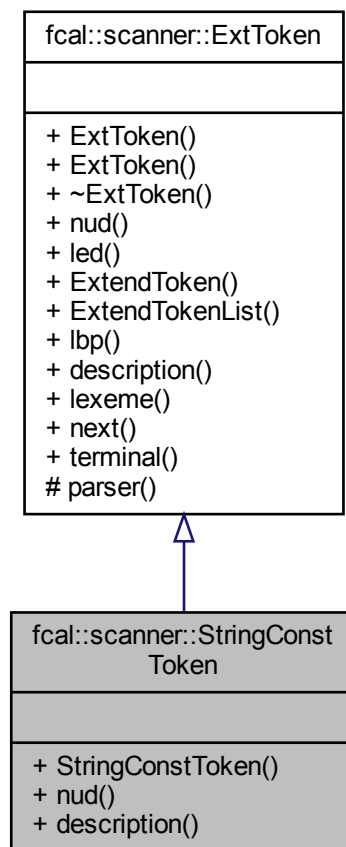 fcal::scanner::ExtToken
+ ExtToken()
+ ExtToken()
+ ~ExtToken()
+ nud()
+ led()
+ ExtendToken()
+ ExtendTokenList()
+ lbp()
+ description()
+ lexeme()
+ next()
+ terminal()
# parser()
fcal::scanner::StringConst
Token
+ StringConstToken()
+ nud()
+ description()